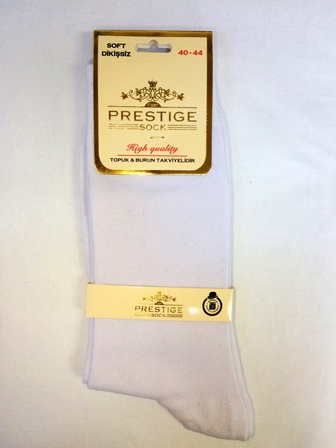 SOFT
DİKİŞSİZ
40-44
PRESTIGE
SOCK
High quality
TOPUK & BURUN TAKVİYELİDİR
PRESTIGE
SOCK